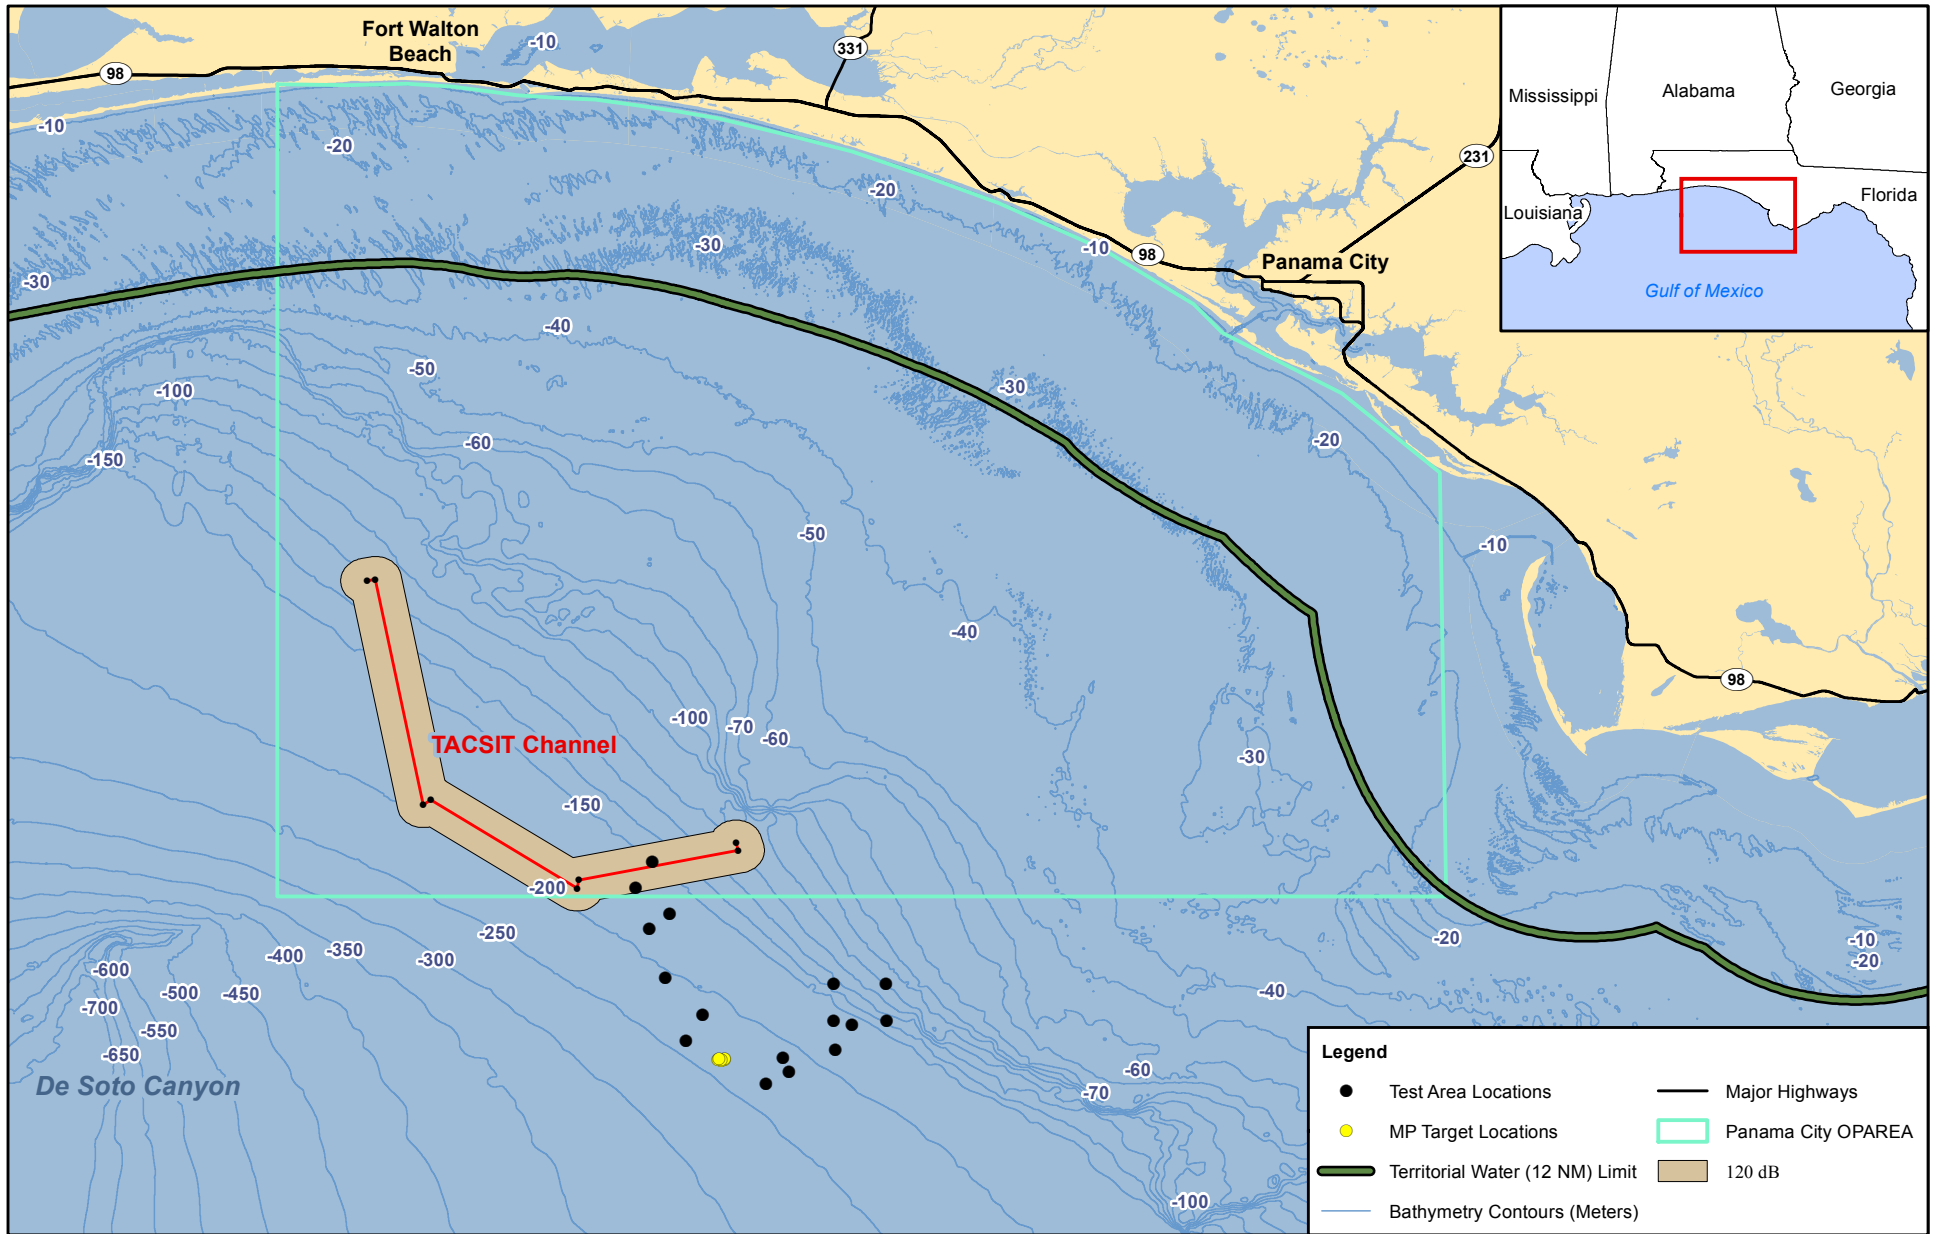 Fort Walton
Beach
-10
331
98
Mississippi
Alabama
Georgia
-10
-20
231
-20
Louisiana
Florida
-30
-10
98
Panama City
-30
Gulf of Mexico
-40
-50
-30
-100
-60
-20
-150
-50
-10
-40
98
-100
-70
-60
TACSIT Channel
-30
-150
-200
-250
-20
-10
-20
-400
-350
-300
-600
-500
-450
-40
-700
-550
-650
De Soto Canyon
-60
-70
-100
Legend
Test Area Locations
MP Target Locations
Territorial Water (12 NM) Limit
Bathymetry Contours (Meters)
Major Highways
Panama City OPAREA
120 dB